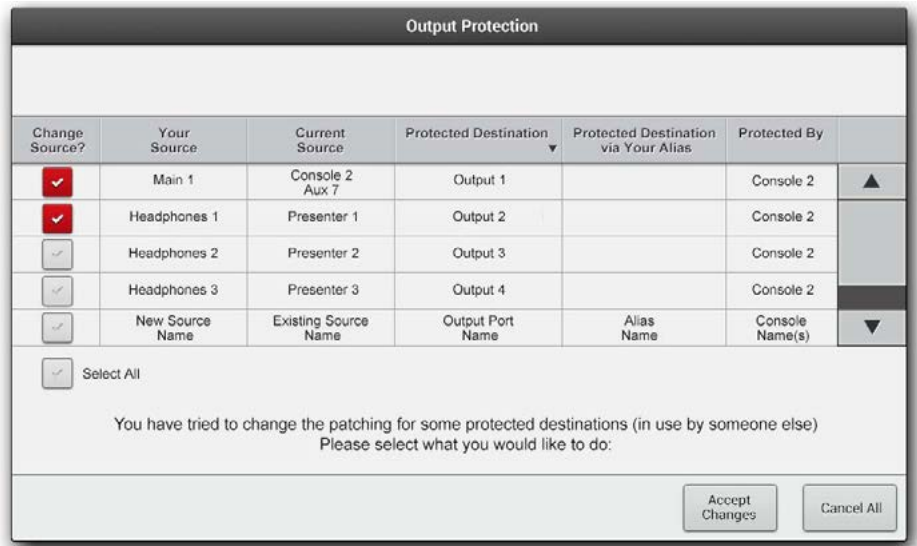 Output Protection
Change Source? Your Source Current Source Protected Destination Protected Destination via Your Alias Protected By
Main 1 Console 2 Aux 7 Output 1 Console 2
Headphones 1 Presenter 1 Output 2 Console 2
Headphones 2 Presenter 2 Output 3 Console 2
Headphones 3 Presenter 3 Output 4 Console 2
New Source Name Existing Source Name Output Port Name Alias Name Console Name(s)
Select All
You have tried to change the patching for some protected destinations (in use by someone else)
Please select what you would like to do:
Accept Changes Cancel All